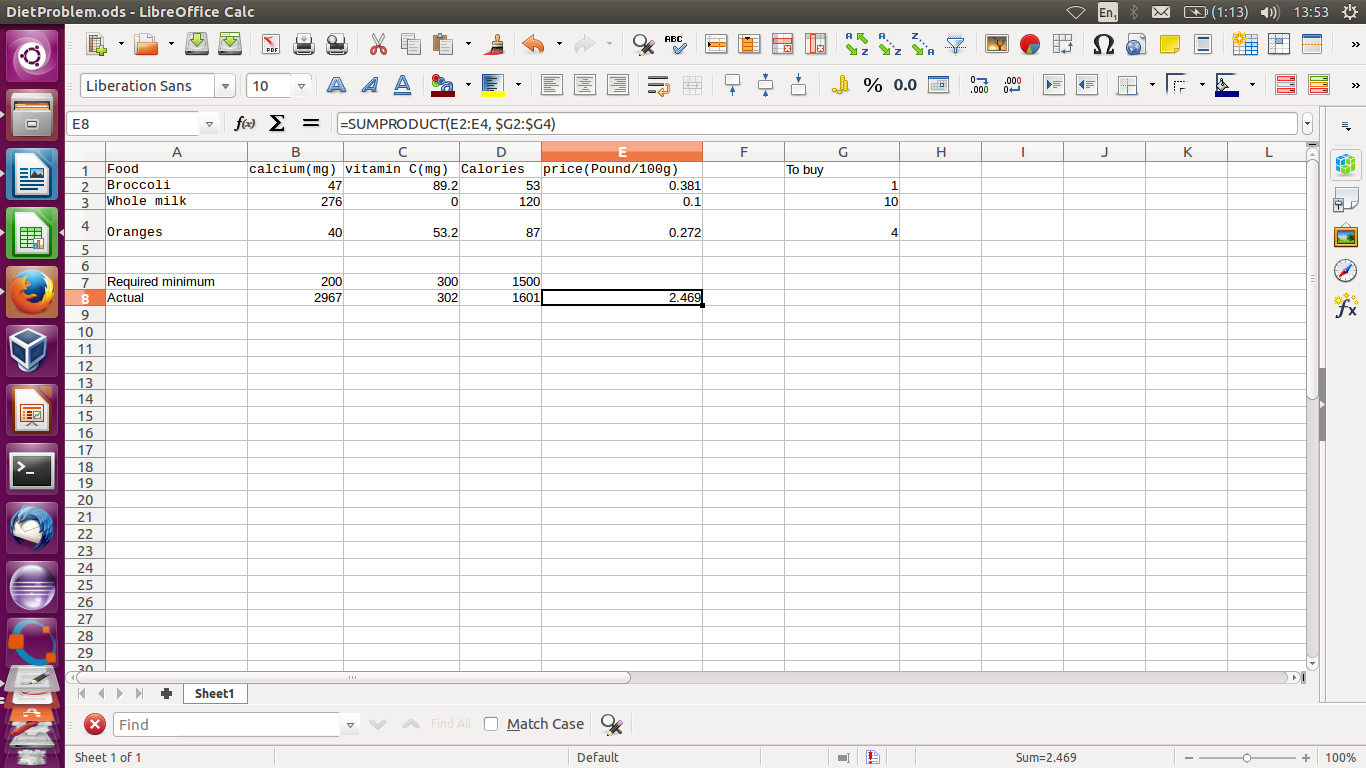 DietProblem.ods - LibreOffice Calc En1 (1:13) 13:53
Liberation Sans 10 % 0.0
E8 =SUMPRODUCT(E2:E4, $G2:$G4)
A B C D E F G H I J K L
1 Food calcium(mg) vitamin C(mg) Calories price(Pound/100g) To buy
2 Broccoli 47 89.2 53 0.381 1
3 Whole milk 276 0 120 0.1 10
4 Oranges 40 53.2 87 0.272 4
5
6
7 Required minimum 200 300 1500
8 Actual 2967 302 1601 2.469
9
10
11
12
13
14
15
16
17
18
19
20
21
22
23
24
25
26
27
28
29
30
Sheet1
Find Find All Match Case
Sheet 1 of 1 Default Sum=2.469 100%